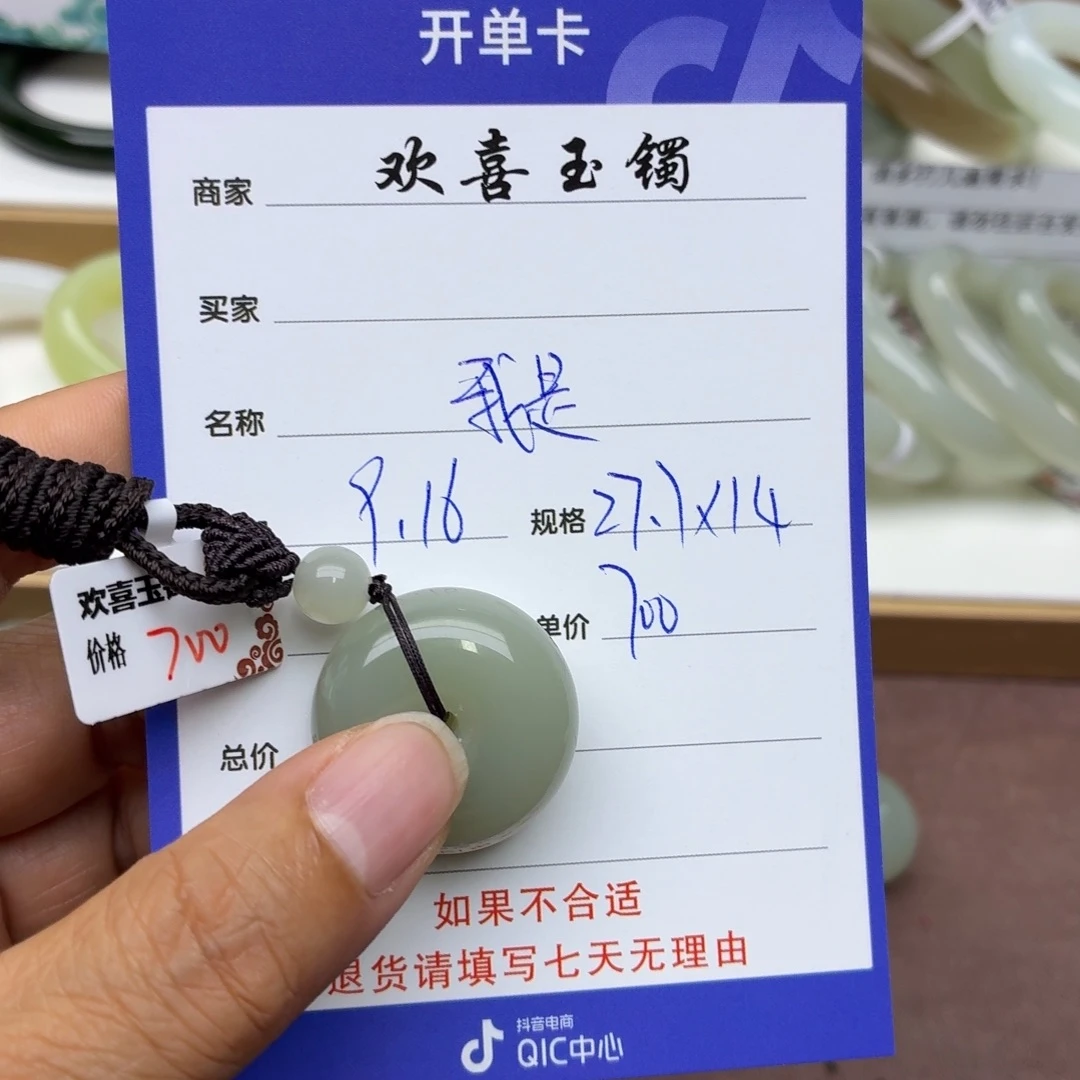 开单卡
商家 欢喜玉镯
买家
名称 我是
9.16 规格 27.7x14
单价 700
欢喜玉
价格 700
总价
如果不合适
退货请填写七天无理由
抖音电商
QIC中心